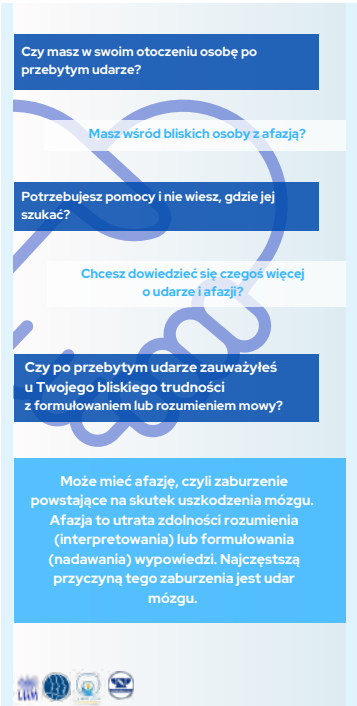 Czy masz w swoim otoczeniu osobę po
przebytym udarze?
Masz wśród bliskich osoby z afazją?
Potrzebujesz pomocy i nie wiesz, gdzie jej
szukać?
Chcesz dowiedzieć się czegoś więcej
o udarze i afazji?
Czy po przebytym udarze zauważyłeś
u Twojego bliskiego trudności
z formułowaniem lub rozumieniem mowy?
Może mieć afazję, czyli zaburzenie
powstające na skutek uszkodzenia mózgu.
Afazja to utrata zdolności rozumienia
(interpretowania) lub formułowania
(nadawania) wypowiedzi. Najczęstszą
przyczyną tego zaburzenia jest udar
mózgu.